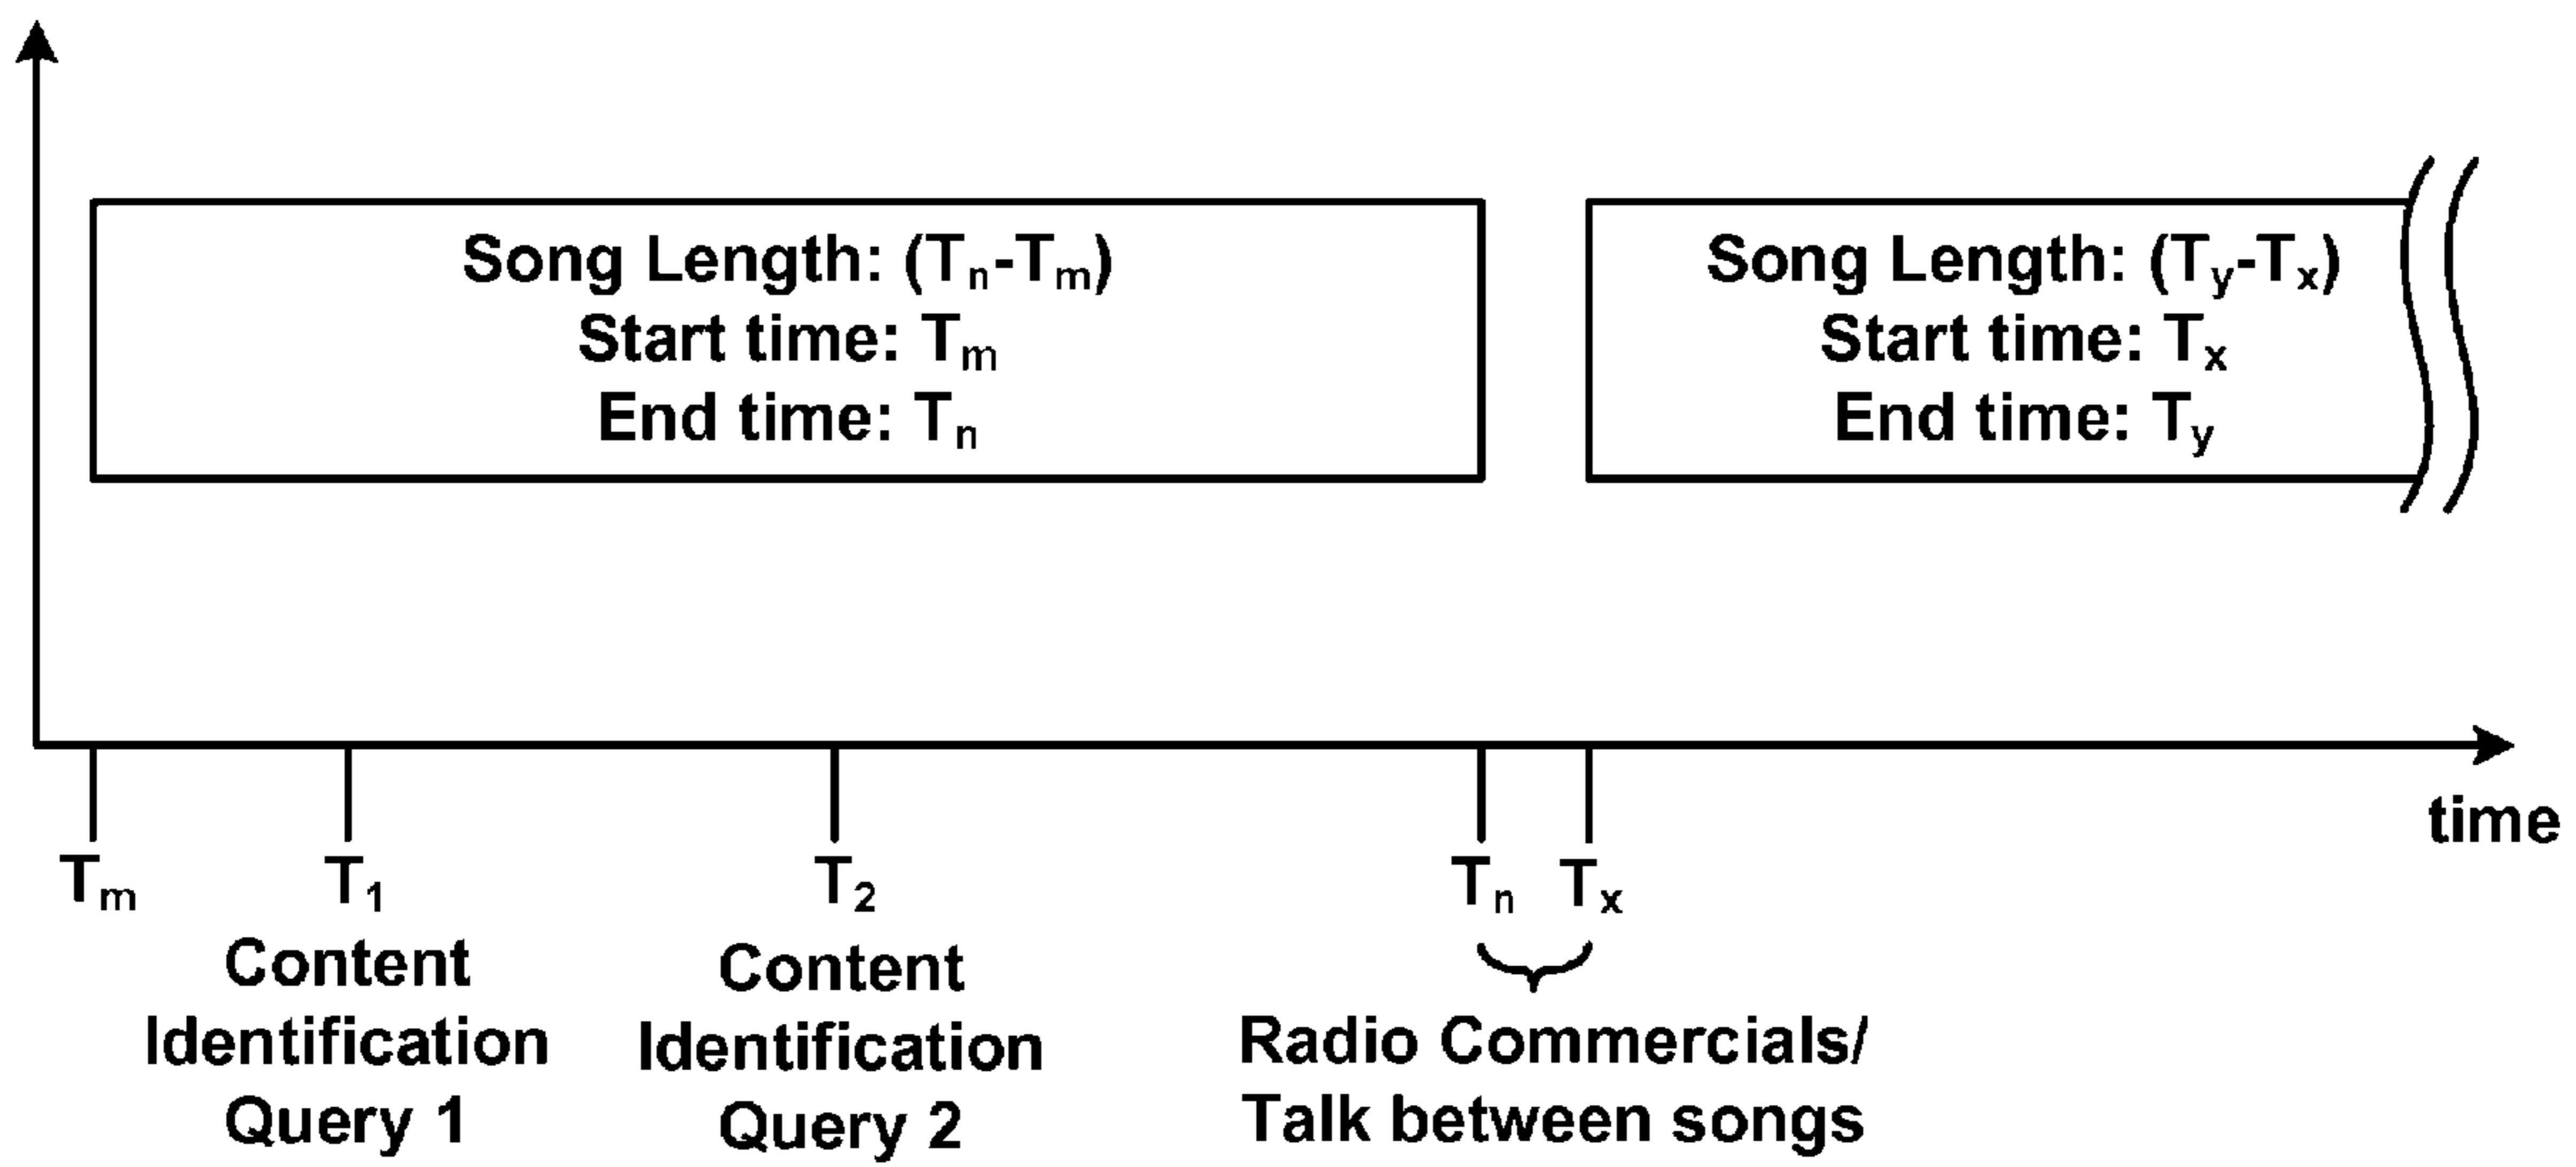 Song Length: (Tn-Tm)
Start time: Tm
End time: Tn
Song Length: (Ty-Tx)
Start time: Tx
End time: Ty
time
Tm
T1
Content
Identification
Query 1
T2
Content
Identification
Query 2
Tn
Tx
Radio Commercials/
Talk between songs